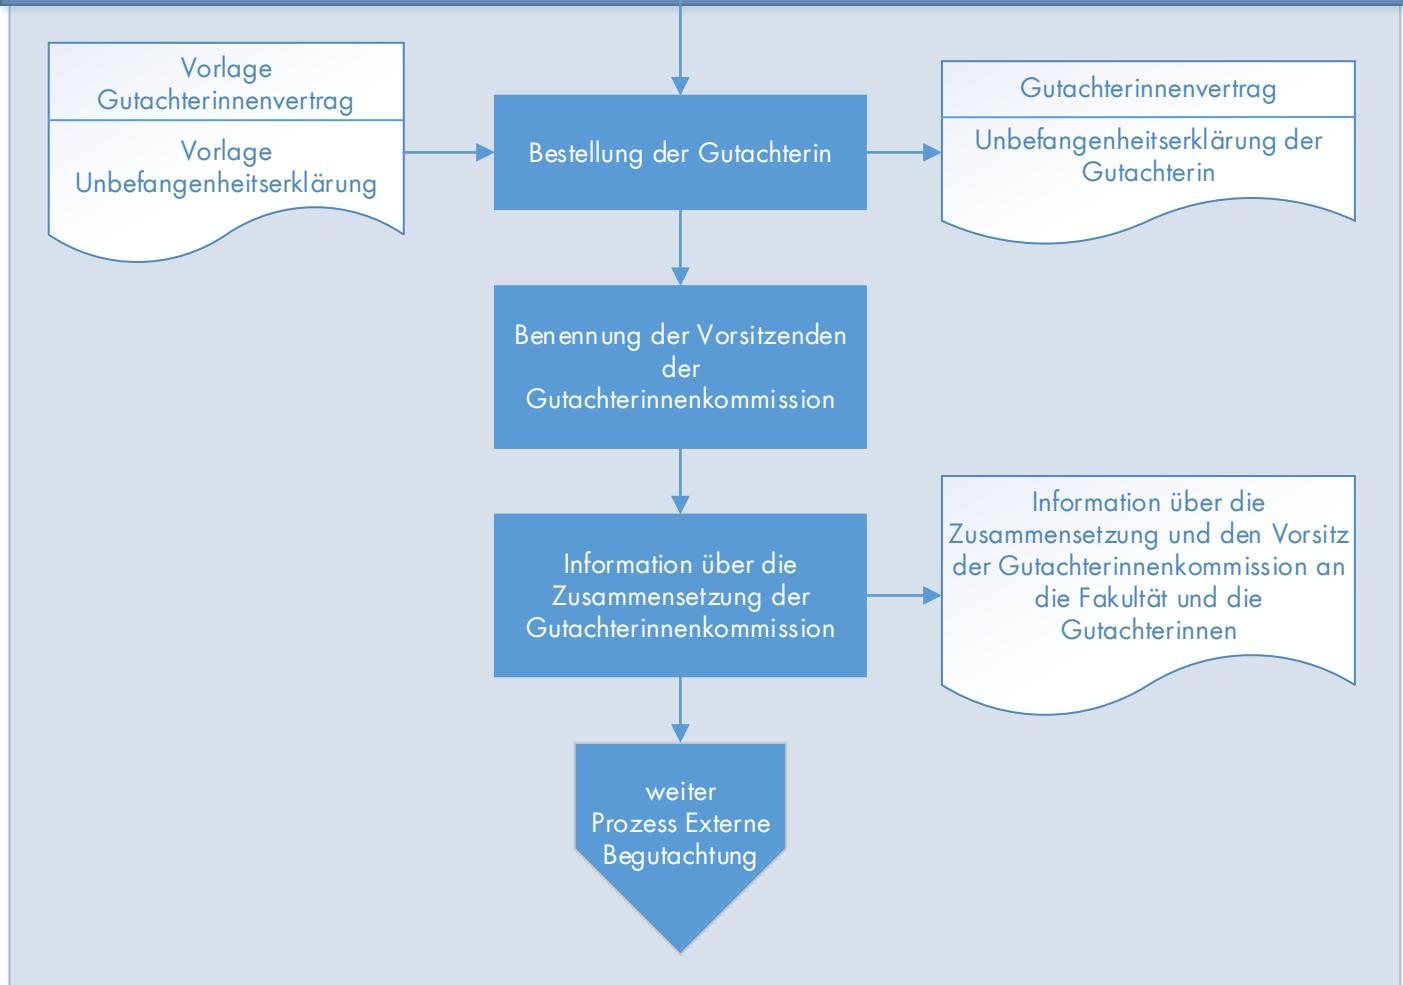 Vorlage
Gutachterinnenvertrag
Vorlage
Unbefangenheitserklärung
Bestellung der Gutachterin
Gutachterinnenvertrag
Unbefangenheitserklärung der
Gutachterin
Benennung der Vorsitzenden
der
Gutachterinnenkommission
Information über die
Zusammensetzung der
Gutachterinnenkommission
Information über die
Zusammensetzung und den Vorsitz
der Gutachterinnenkommission an
die Fakultät und die
Gutachterinnen
weiter
Prozess Externe
Begutachtung